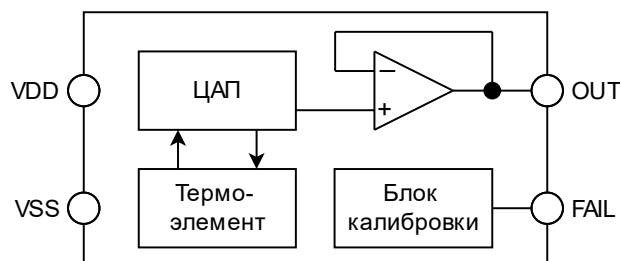 VDD
ЦАП
−
+
OUT
VSS
Термо-
элемент
Блок
калибровки
FAIL